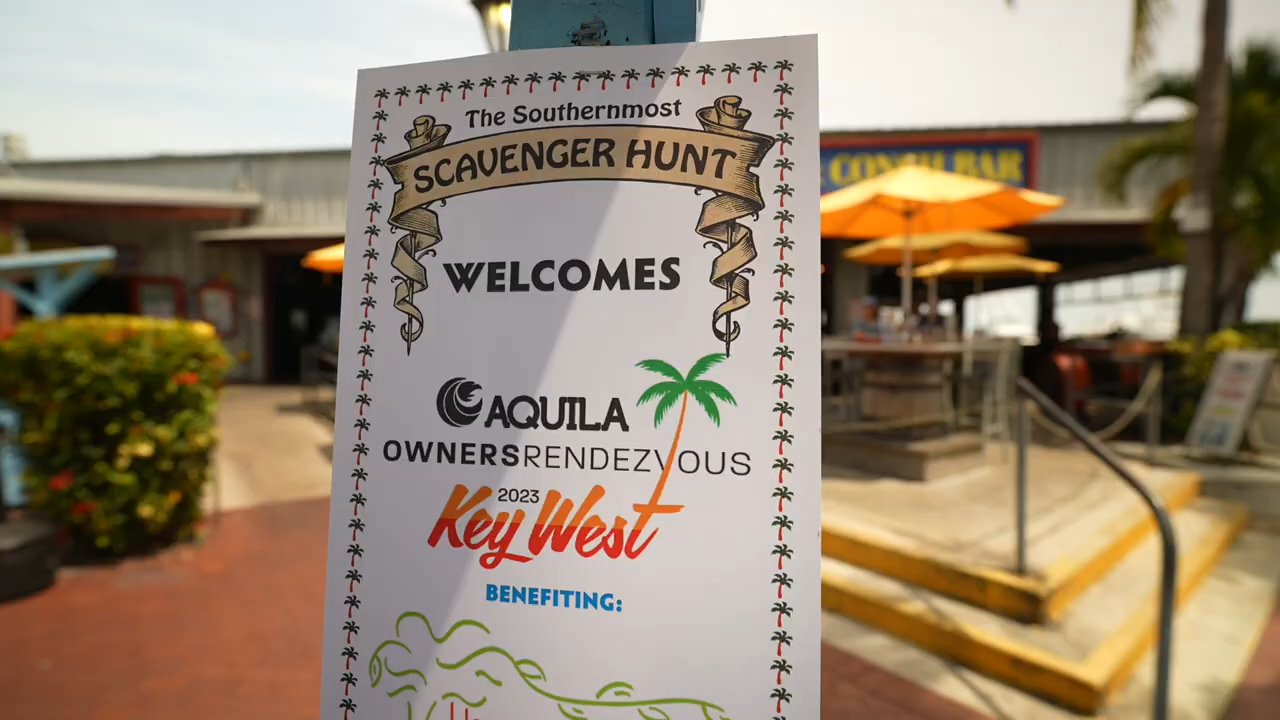 The Southernmost
SCAVENGER HUNT
WELCOMES
AQUILA
OWNERSRENDEZVOUS
2023
Key West
BENEFITING:
CONCH BAR